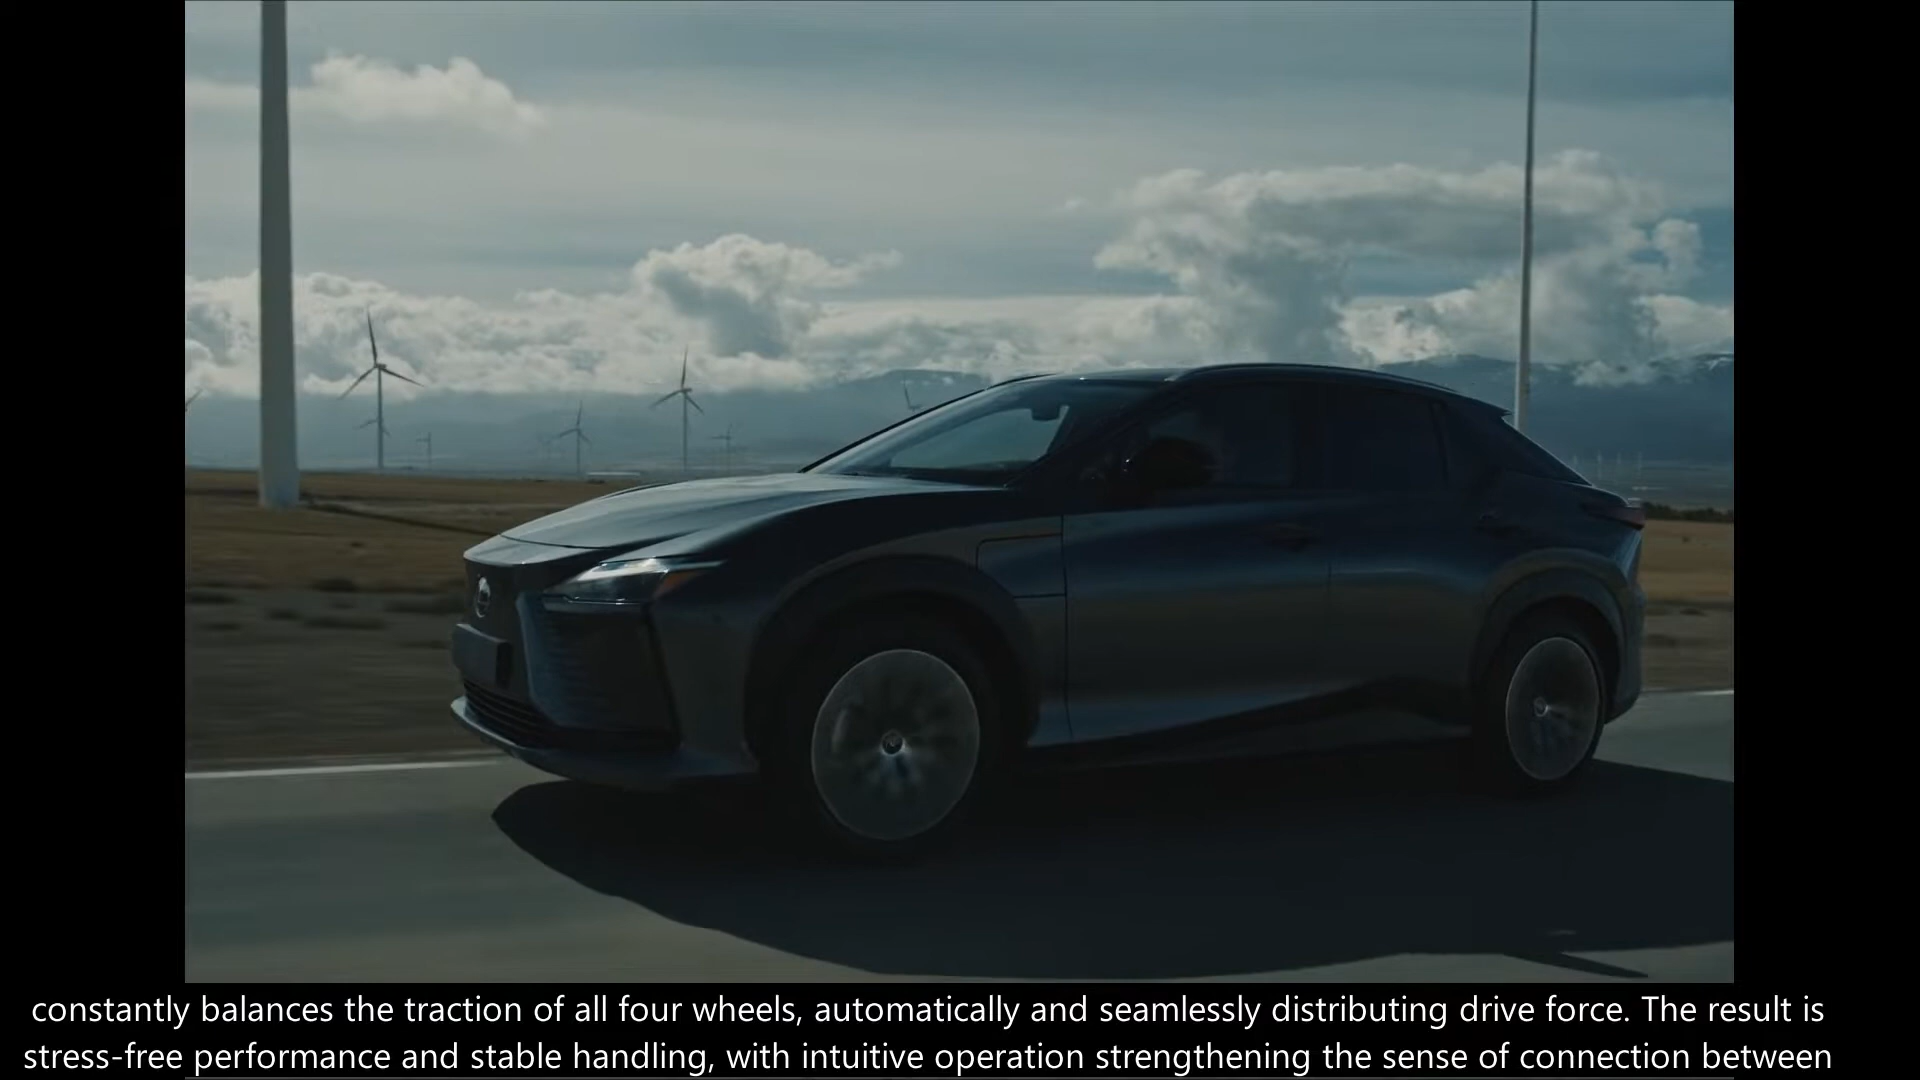 constantly balances the traction of all four wheels, automatically and seamlessly distributing drive force. The result is
stress-free performance and stable handling, with intuitive operation strengthening the sense of connection between